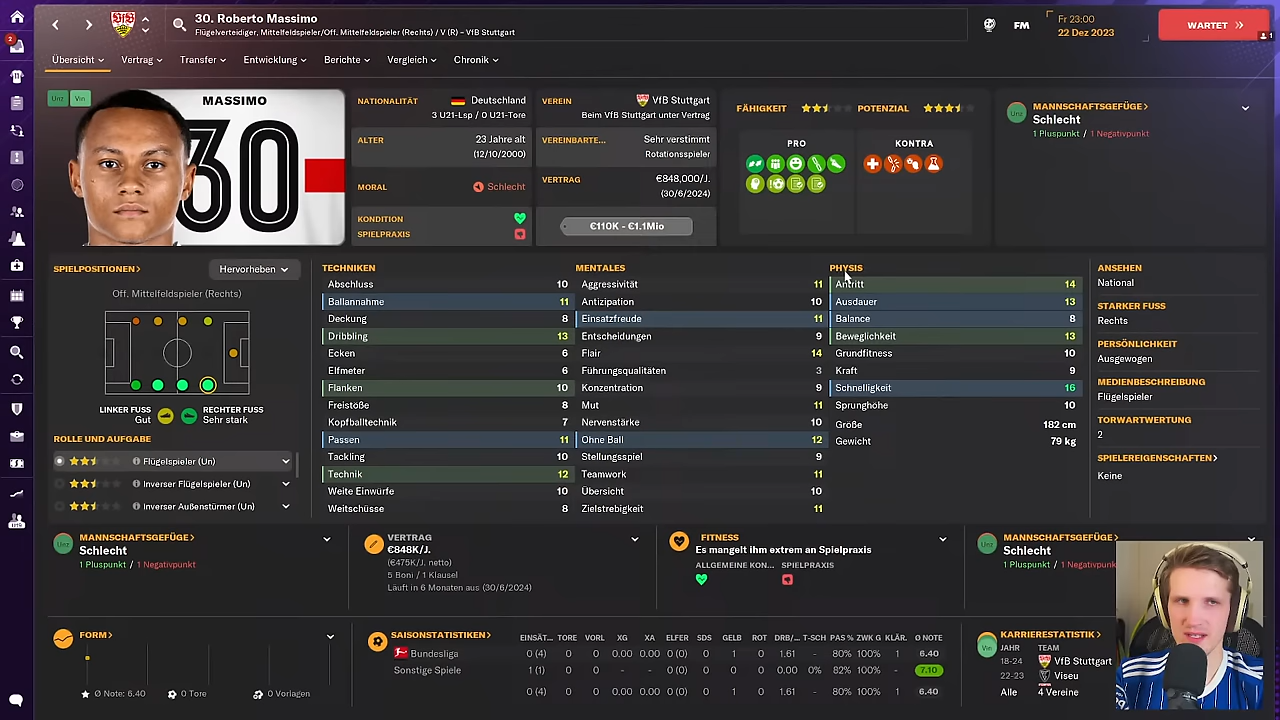 30. Roberto Massimo
Flügelverteidiger, Mittelfeldspieler/Off. Mittelfeldspieler (Rechts) / V (R) - VfB Stuttgart
FM
Fr 23:00
22 Dez 2023
WARTET
1
2
Übersicht
Vertrag
Transfer
Entwicklung
Berichte
Vergleich
Chronik
Unz
Vin
MASSIMO
30
NATIONALITÄT
Deutschland
3 U21-Lsp / 0 U21-Tore
ALTER
23 Jahre alt
(12/10/2000)
MORAL
Schlecht
KONDITION
SPIELPRAXIS
VEREIN
VfB Stuttgart
Beim VfB Stuttgart unter Vertrag
VEREINBARTE...
Sehr verstimmt
Rotationsspieler
VERTRAG
€848,000/J.
(30/6/2024)
€110K - €1.1Mio
FÄHIGKEIT
POTENZIAL
PRO
KONTRA
Unz
MANNSCHAFTSGEFÜGE>
Schlecht
1 Pluspunkt / 1 Negativpunkt
SPIELPOSITIONEN>
Hervorheben
Off. Mittelfeldspieler (Rechts)
LINKER FUSS
Gut
RECHTER FUSS
Sehr stark
ROLLE UND AUFGABE
Flügelspieler (Un)
Inverser Flügelspieler (Un)
Inverser Außenstürmer (Un)
TECHNIKEN
Abschluss 10
Ballannahme 11
Deckung 8
Dribbling 13
Ecken 6
Elfmeter 6
Flanken 10
Freistöße 8
Kopfballtechnik 7
Passen 11
Tackling 10
Technik 12
Weite Einwürfe 10
Weitschüsse 8
MENTALES
Aggressivität 11
Antizipation 10
Einsatzfreude 11
Entscheidungen 9
Flair 14
Führungsqualitäten 3
Konzentration 9
Mut 11
Nervenstärke 10
Ohne Ball 12
Stellungsspiel 9
Teamwork 11
Übersicht 10
Zielstrebigkeit 11
PHYSIS
Antritt 14
Ausdauer 13
Balance 8
Beweglichkeit 13
Grundfitness 10
Kraft 9
Schnelligkeit 16
Sprunghöhe 10
Größe 182 cm
Gewicht 79 kg
ANSEHEN
National
STARKER FUSS
Rechts
PERSÖNLICHKEIT
Ausgewogen
MEDIENBESCHREIBUNG
Flügelspieler
TORWARTWERTUNG
2
SPIELEREIGENSCHAFTEN>
Keine
Unz
MANNSCHAFTSGEFÜGE>
Schlecht
1 Pluspunkt / 1 Negativpunkt
VERTRAG
€848K/J.
(€475K/J. netto)
5 Boni / 1 Klausel
Läuft in 6 Monaten aus (30/6/2024)
FITNESS
Es mangelt ihm extrem an Spielpraxis
ALLGEMEINE KON... SPIELPRAXIS
Unz
MANNSCHAFTSGEFÜGE>
Schlecht
1 Pluspunkt / 1 Negativpunk
FORM>
Ø Note: 6.40
0 Tore
0 Vorlagen
SAISONSTATISTIKEN>
EINSÄT... TORE VORL XG XA ELFER SDS GELB ROT DRB/... T-SCH PAS % ZWK G KLÄR. Ø NOTE
Bundesliga 0 (4) 0 0 0.00 0.00 0 (0) 0 1 0 1.61 - 80% 100% 1 6.40
Sonstige Spiele 1 (1) 0 0 - - 0 (0) 0 0 0 0.00 0% 82% 100% - 7.10
0 (4) 0 0 0.00 0.00 0 (0) 0 1 0 1.61 - 80% 100% 1 6.40
Vin
KARRIERESTATISTIK>
JAHR TEAM
18-24 VfB Stuttgart
22-23 Viseu
Alle 4 Vereine
U19